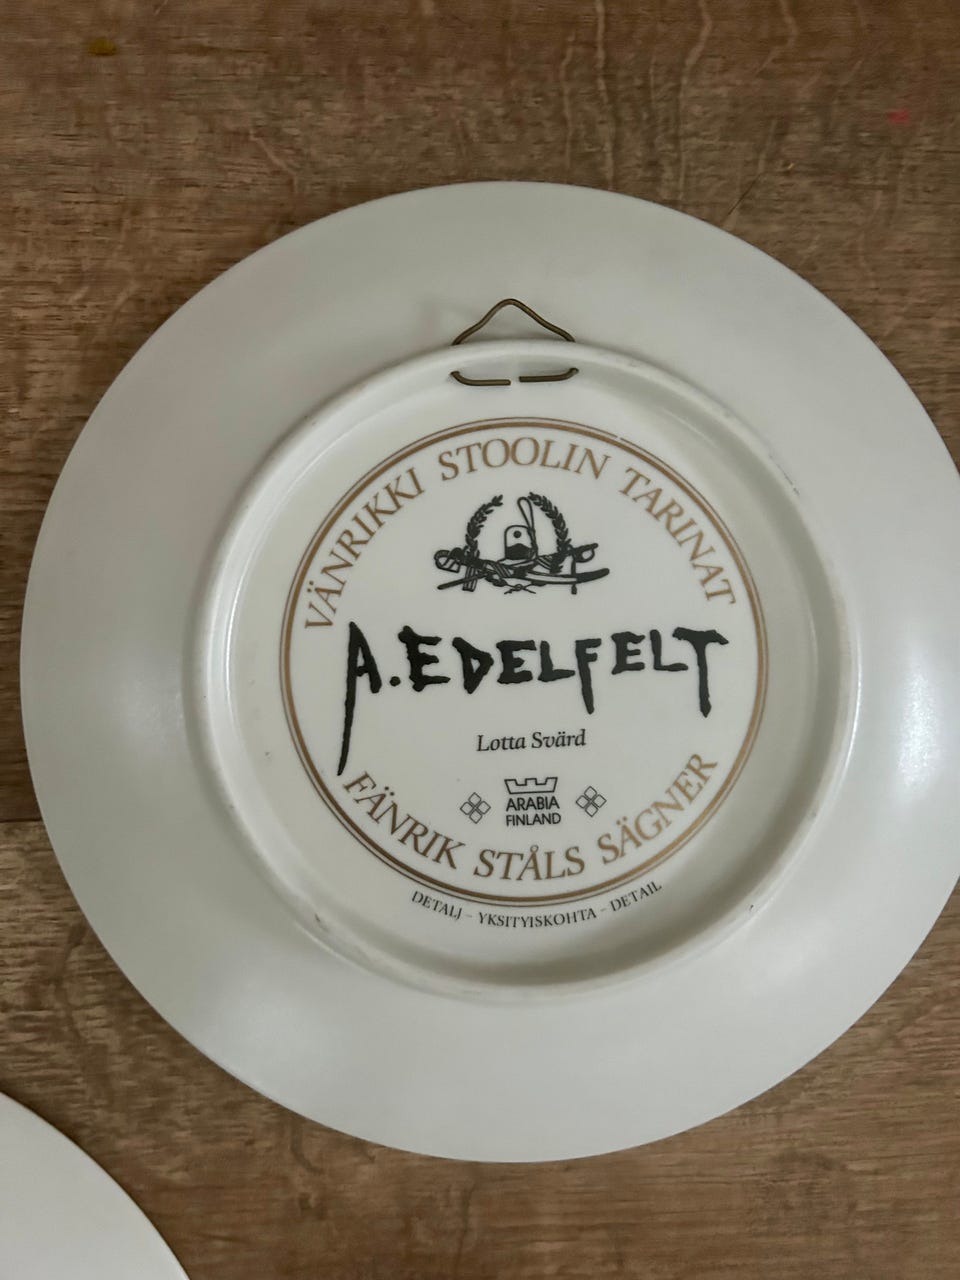 VÄNRIKKI STOOLIN TARINAT
A.EDELFELT
Lotta Svärd
ARABIA
FINLAND
FÄNRIK STÅLS SÄGNER
DETALJ – YKSITYISKOHTA – DETAIL